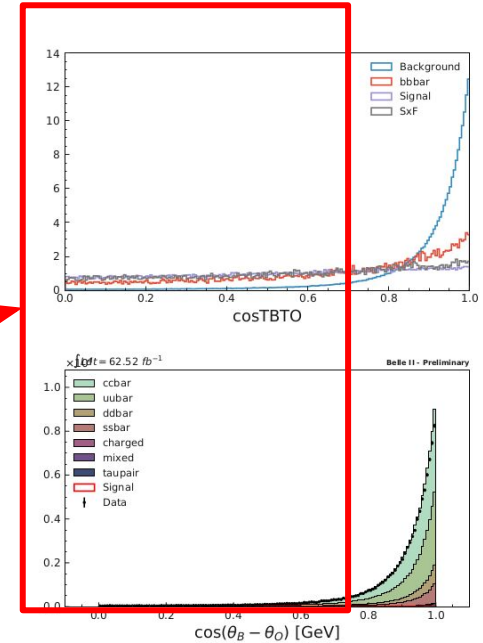 14
12
10
8
6
4
2
0
Background
bbbar
Signal
SxF
0.0 0.2 0.4 0.6 0.8 1.0
cosTBTO
= 62.52 fb⁻¹
Belle II - Preliminary
1.0
0.8
0.6
0.4
0.2
0.0
ccbar
uubar
ddbar
ssbar
charged
mixed
taupair
Signal
Data
0.0 0.2 0.4 0.6 0.8 1.0
cos(θ_B − θ_O) [GeV]